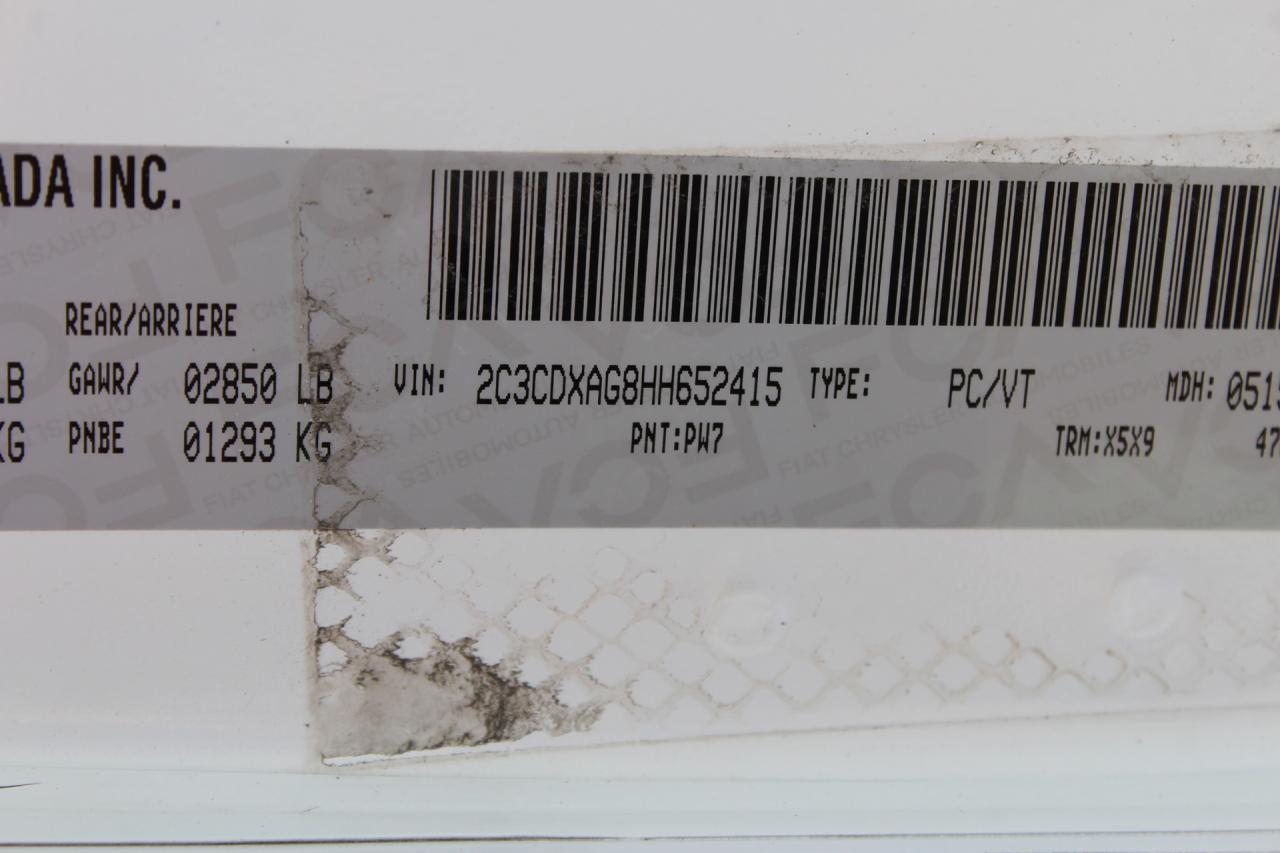 ADA INC.
REAR/ARRIERE
LB GAWR/ 02850 LB VIN: 2C3CDXAG8HH652415 TYPE: PC/VT MDH: 051
KG PNBE 01293 KG PNT:PW7 TRM:X5X9 47